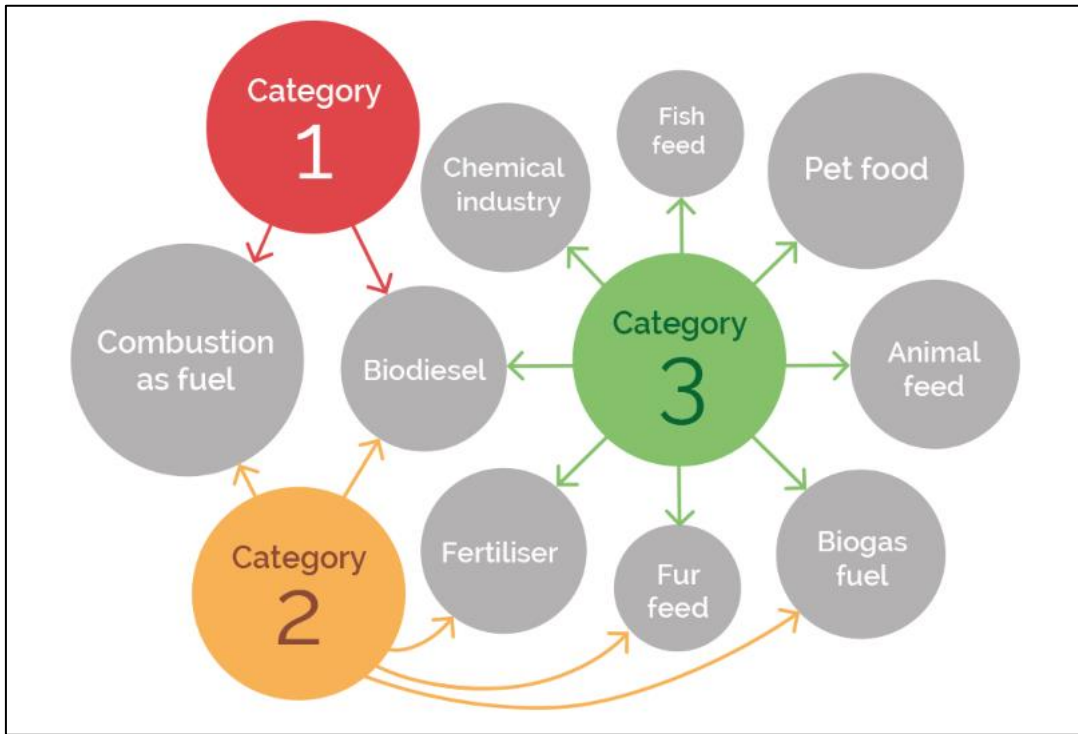 Category
1
Chemical
industry
Fish
feed
Pet food
Combustion
as fuel
Biodiesel
Category
3
Animal
feed
Category
2
Fertiliser
Fur
feed
Biogas
fuel